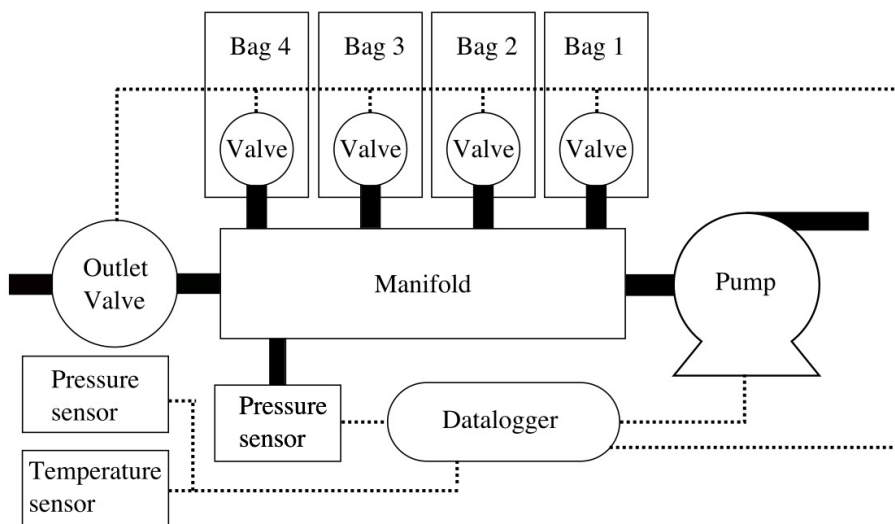 Bag 4
Bag 3
Bag 2
Bag 1
Valve
Valve
Valve
Valve
Outlet
Valve
Manifold
Pump
Pressure
sensor
Pressure
sensor
Datalogger
Temperature
sensor